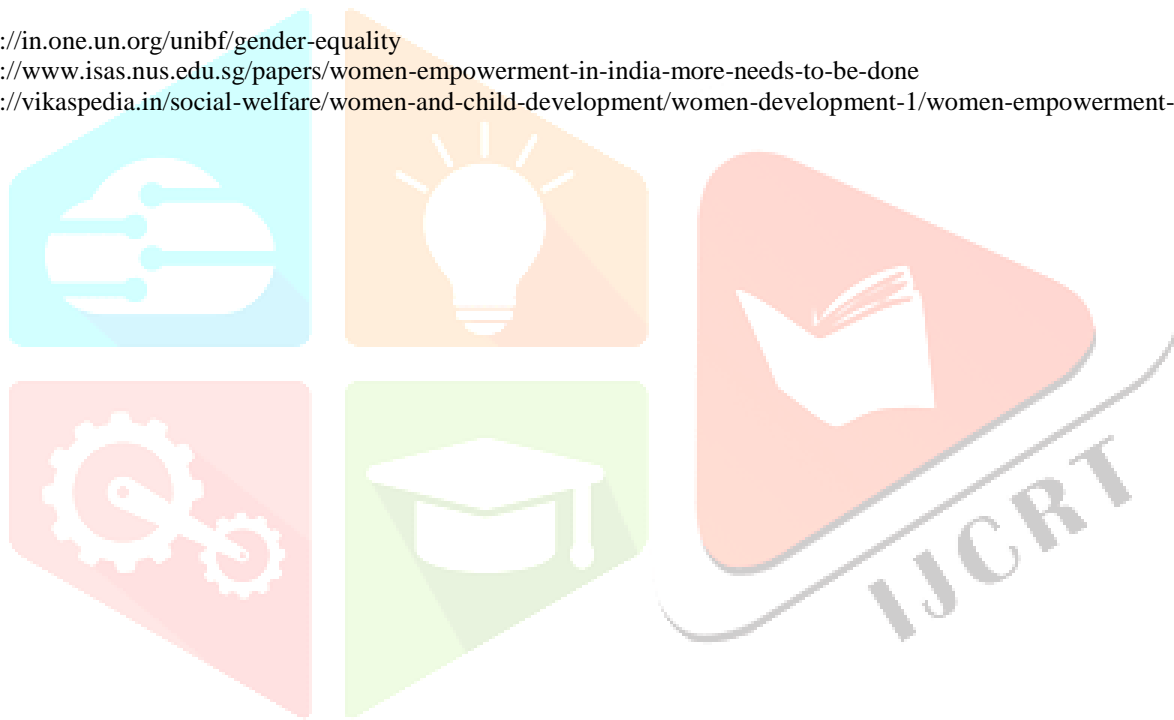 ://in.one.un.org/unibf/gender-equality
://www.isas.nus.edu.sg/papers/women-empowerment-in-india-more-needs-to-be-done
://vikaspedia.in/social-welfare/women-and-child-development/women-development-1/women-empowerment-
IJCRT